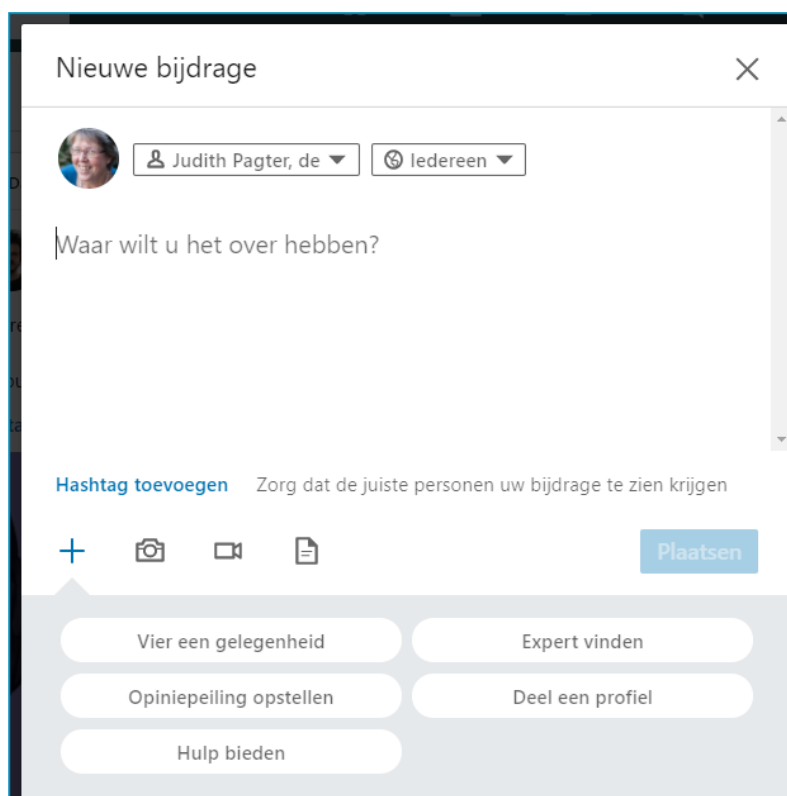 Nieuwe bijdrage
Judith Pagter, de
Iedereen
Waar wilt u het over hebben?
Hashtag toevoegen Zorg dat de juiste personen uw bijdrage te zien krijgen
Plaatsen
Vier een gelegenheid Expert vinden
Opiniepeiling opstellen Deel een profiel
Hulp bieden